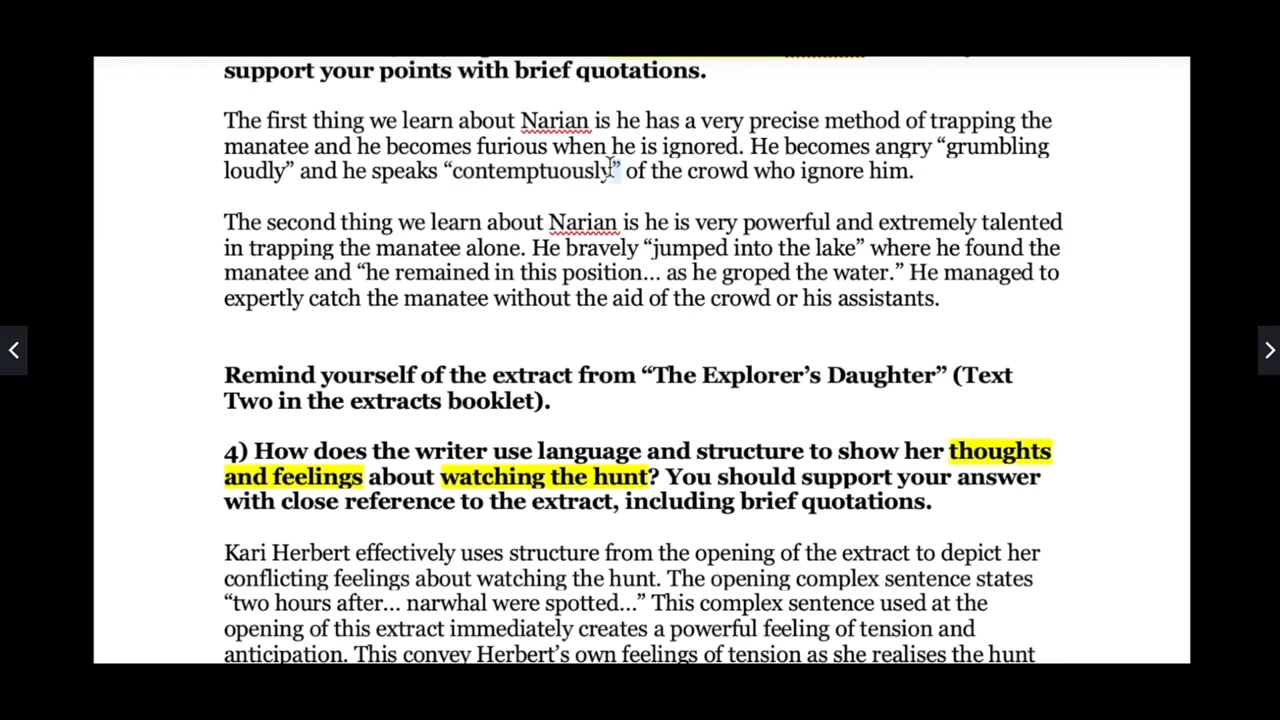 support your points with brief quotations.
The first thing we learn about Narian is he has a very precise method of trapping the
manatee and he becomes furious when he is ignored. He becomes angry “grumbling
loudly” and he speaks “contemptuously” of the crowd who ignore him.
The second thing we learn about Narian is he is very powerful and extremely talented
in trapping the manatee alone. He bravely “jumped into the lake” where he found the
manatee and “he remained in this position… as he groped the water.” He managed to
expertly catch the manatee without the aid of the crowd or his assistants.
Remind yourself of the extract from “The Explorer’s Daughter” (Text
Two in the extracts booklet).
4) How does the writer use language and structure to show her thoughts
and feelings about watching the hunt? You should support your answer
with close reference to the extract, including brief quotations.
Kari Herbert effectively uses structure from the opening of the extract to depict her
conflicting feelings about watching the hunt. The opening complex sentence states
“two hours after… narwhal were spotted…” This complex sentence used at the
opening of this extract immediately creates a powerful feeling of tension and
anticipation. This convey Herbert’s own feelings of tension as she realises the hunt